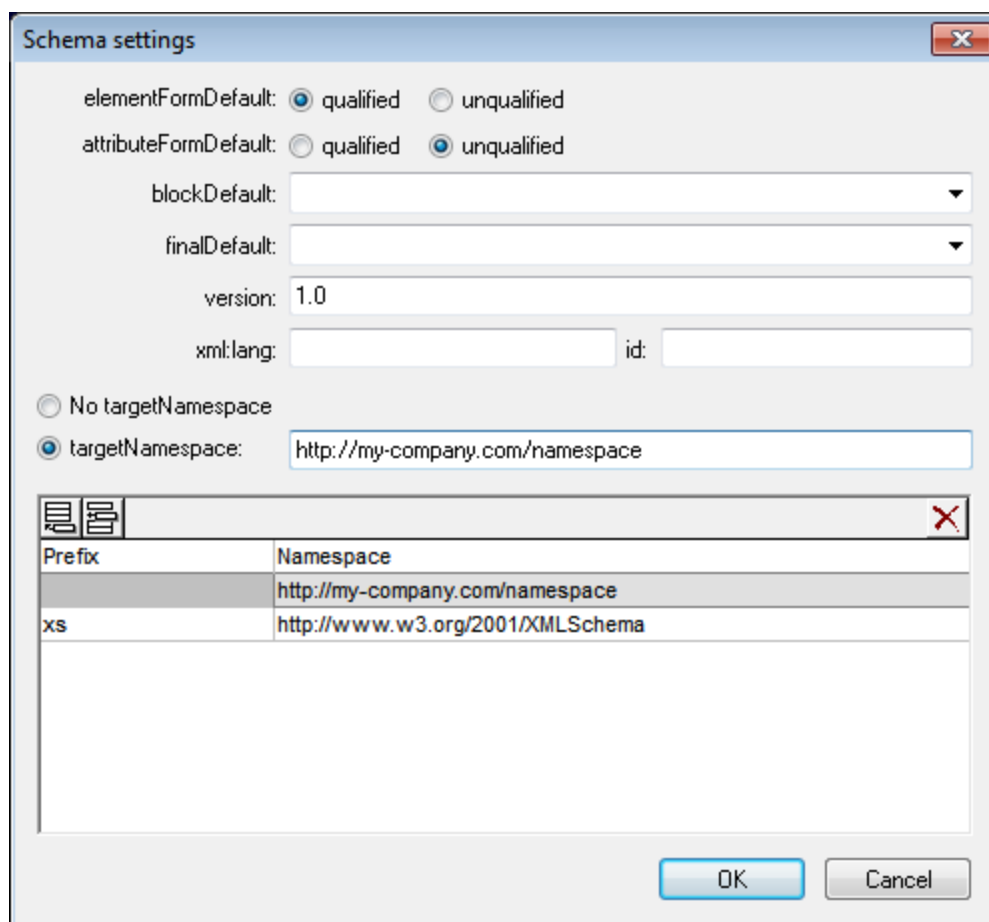 Schema settings
elementFormDefault: qualified unqualified
attributeFormDefault: qualified unqualified
blockDefault:
finalDefault:
version: 1.0
xml:lang: id:
No targetNamespace
targetNamespace: http://my-company.com/namespace
Prefix Namespace
http://my-company.com/namespace
xs http://www.w3.org/2001/XMLSchema
OK Cancel